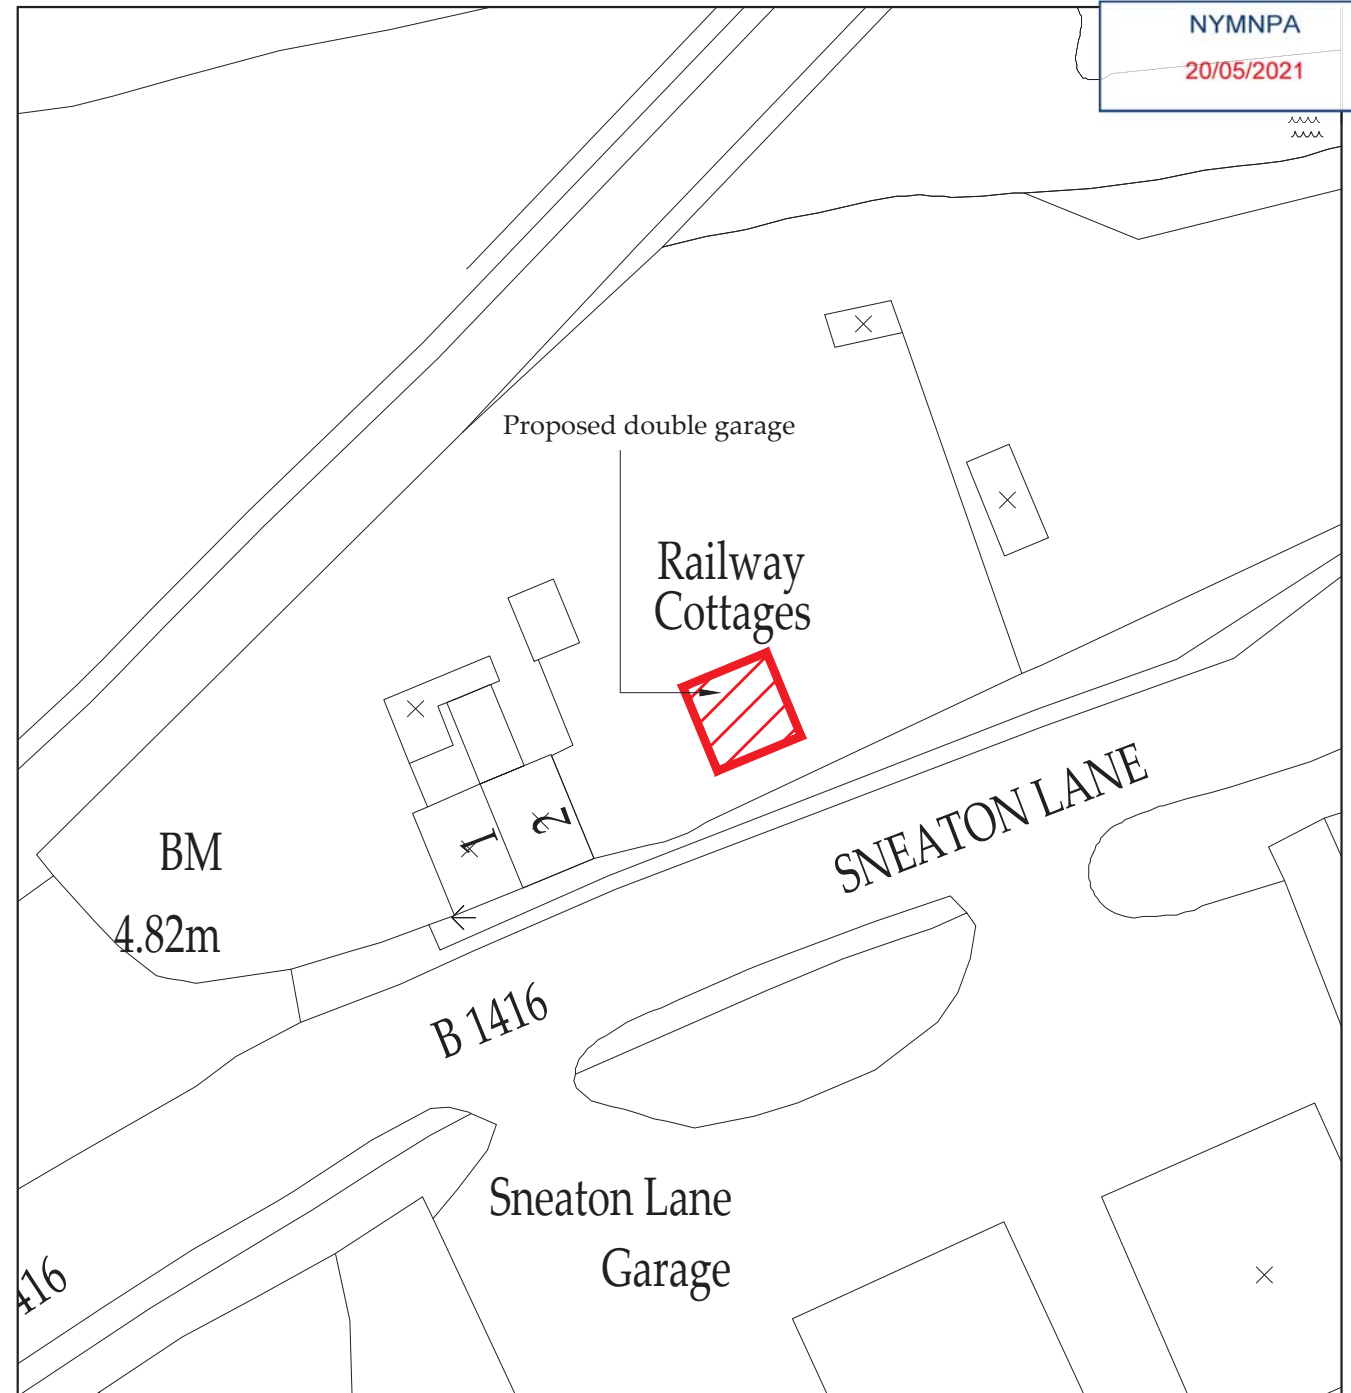 NYMNPA
20/05/2021
Proposed double garage
Railway
Cottages
1
2
BM
4.82m
SNEATON LANE
B 1416
Sneaton Lane
Garage
416